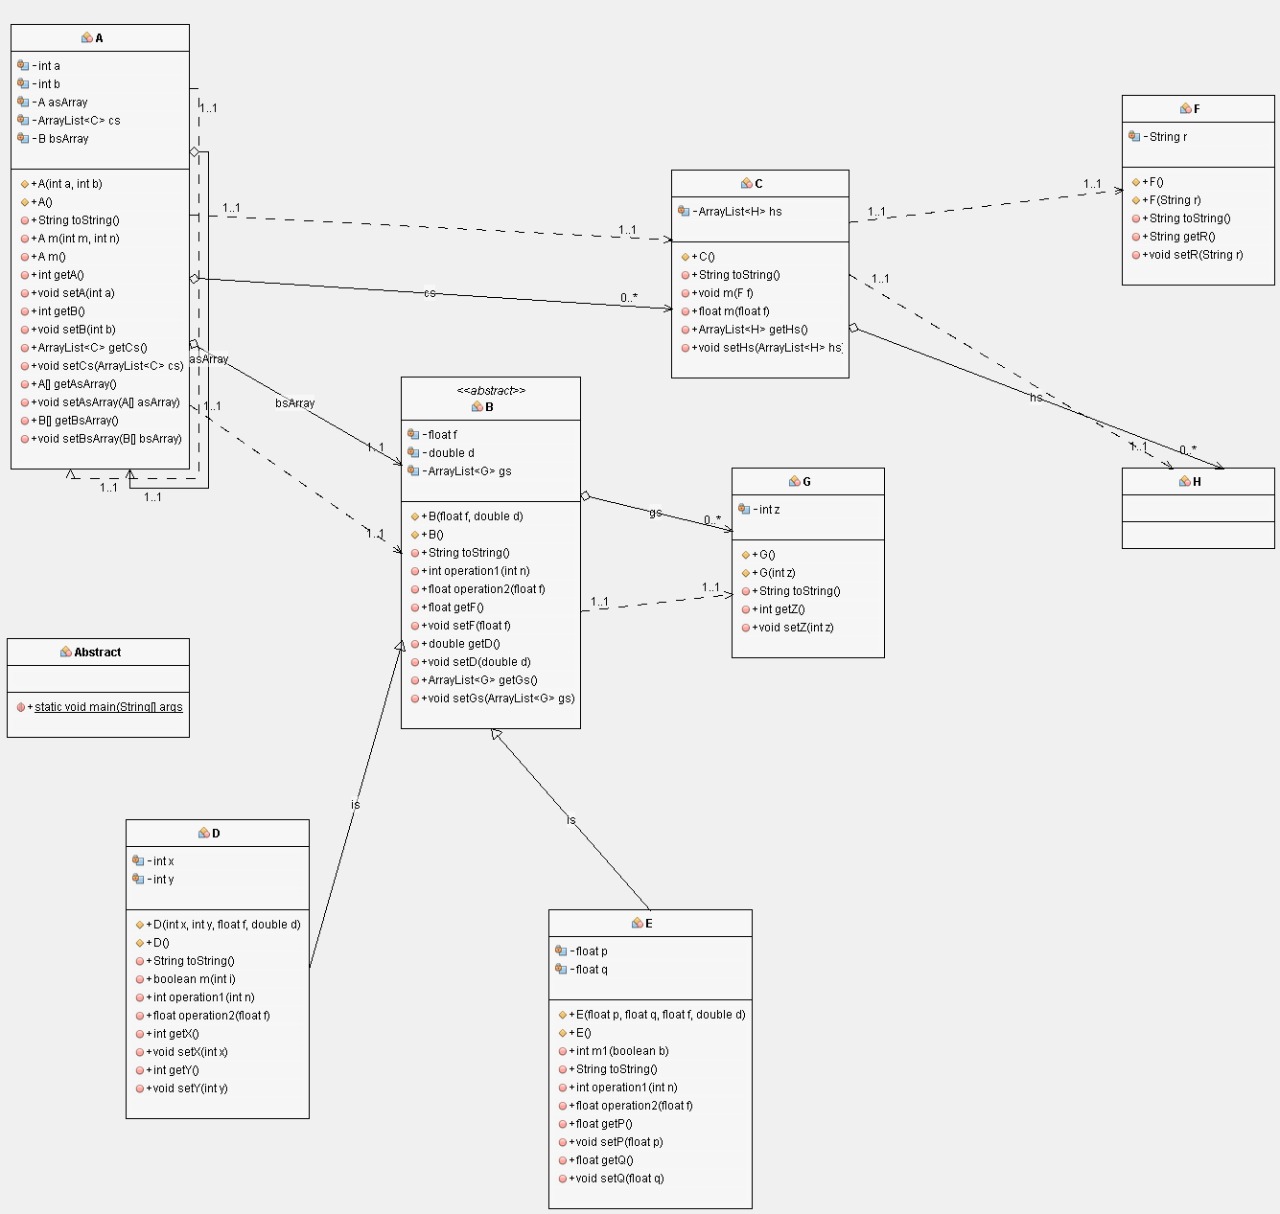 A
- int a
- int b
- A asArray
- ArrayList<C> cs
- B bsArray
+ A(int a, int b)
+ A()
+ String toString()
+ A m(int m, int n)
+ A m()
+ int getA()
+ void setA(int a)
+ int getB()
+ void setB(int b)
+ ArrayList<C> getCs()
+ void setCs(ArrayList<C> cs)
+ A[] getAsArray()
+ void setAsArray(A[] asArray)
+ B[] getBsArray()
+ void setBsArray(B[] bsArray)
1..1
1..1
1..1
asArray
1..1
1..1
cs
0..*
bsArray
1..1
1..1
1..1
C
- ArrayList<H> hs
+ C()
+ String toString()
+ void m(F f)
+ float m(float f)
+ ArrayList<H> getHs()
+ void setHs(ArrayList<H> hs)
1..1
1..1
1..1
1..1
hs
0..*
F
- String r
+ F()
+ F(String r)
+ String toString()
+ String getR()
+ void setR(String r)
<<abstract>>
B
- float f
- double d
- ArrayList<G> gs
+ B(float f, double d)
+ B()
+ String toString()
+ int operation1(int n)
+ float operation2(float f)
+ float getF()
+ void setF(float f)
+ double getD()
+ void setD(double d)
+ ArrayList<G> getGs()
+ void setGs(ArrayList<G> gs)
gs
0..*
1..1
1..1
G
- int z
+ G()
+ G(int z)
+ String toString()
+ int getZ()
+ void setZ(int z)
H
Abstract
+ static void main(String[] args
is
is
D
- int x
- int y
+ D(int x, int y, float f, double d)
+ D()
+ String toString()
+ boolean m(int i)
+ int operation1(int n)
+ float operation2(float f)
+ int getX()
+ void setX(int x)
+ int getY()
+ void setY(int y)
E
- float p
- float q
+ E(float p, float q, float f, double d)
+ E()
+ int m1(boolean b)
+ String toString()
+ int operation1(int n)
+ float operation2(float f)
+ float getP()
+ void setP(float p)
+ float getQ()
+ void setQ(float q)